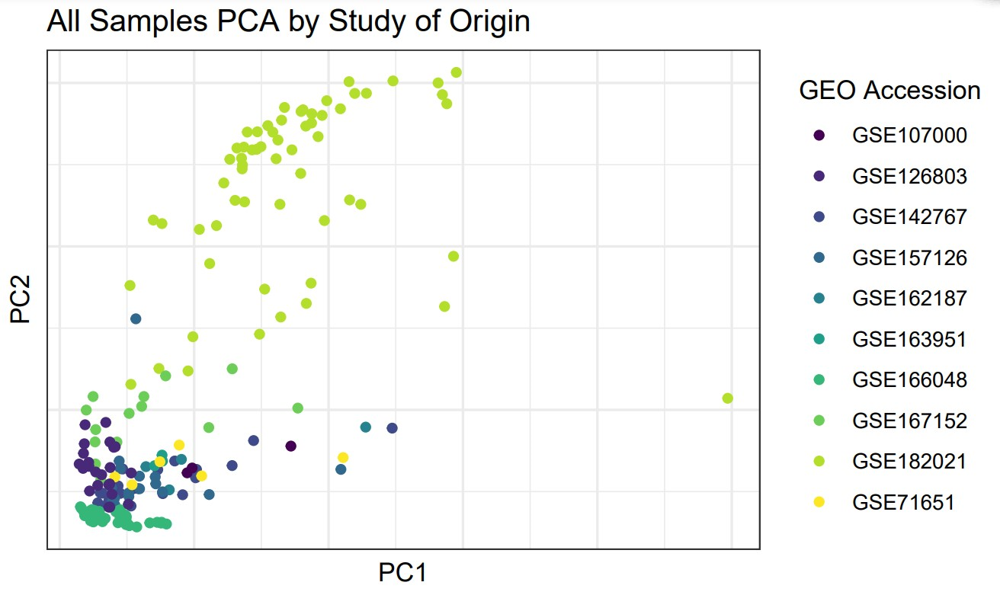 All Samples PCA by Study of Origin
PC2
PC1
GEO Accession
GSE107000
GSE126803
GSE142767
GSE157126
GSE162187
GSE163951
GSE166048
GSE167152
GSE182021
GSE71651